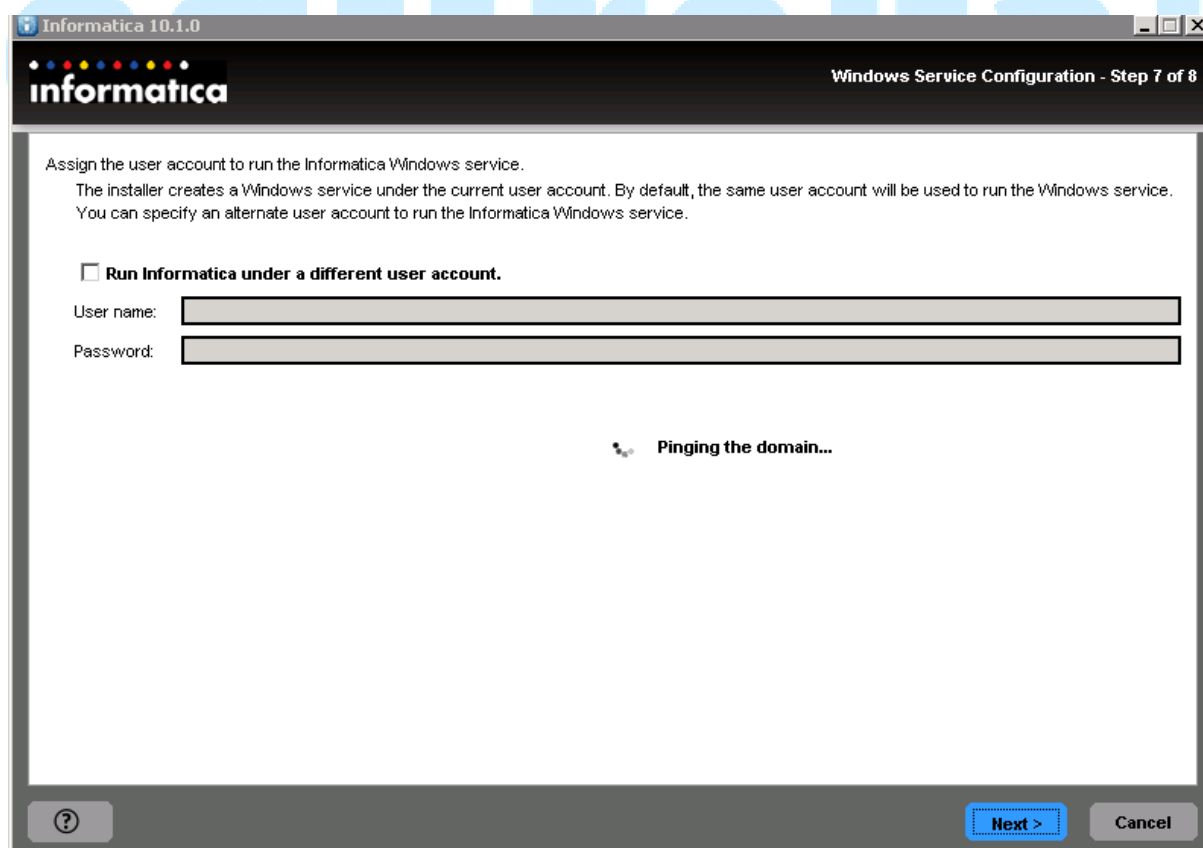 Informatica 10.1.0
informatica
Windows Service Configuration - Step 7 of 8
Assign the user account to run the Informatica Windows service.
The installer creates a Windows service under the current user account. By default, the same user account will be used to run the Windows service.
You can specify an alternate user account to run the Informatica Windows service.
Run Informatica under a different user account.
User name:
Password:
Pinging the domain...
?
Next >
Cancel